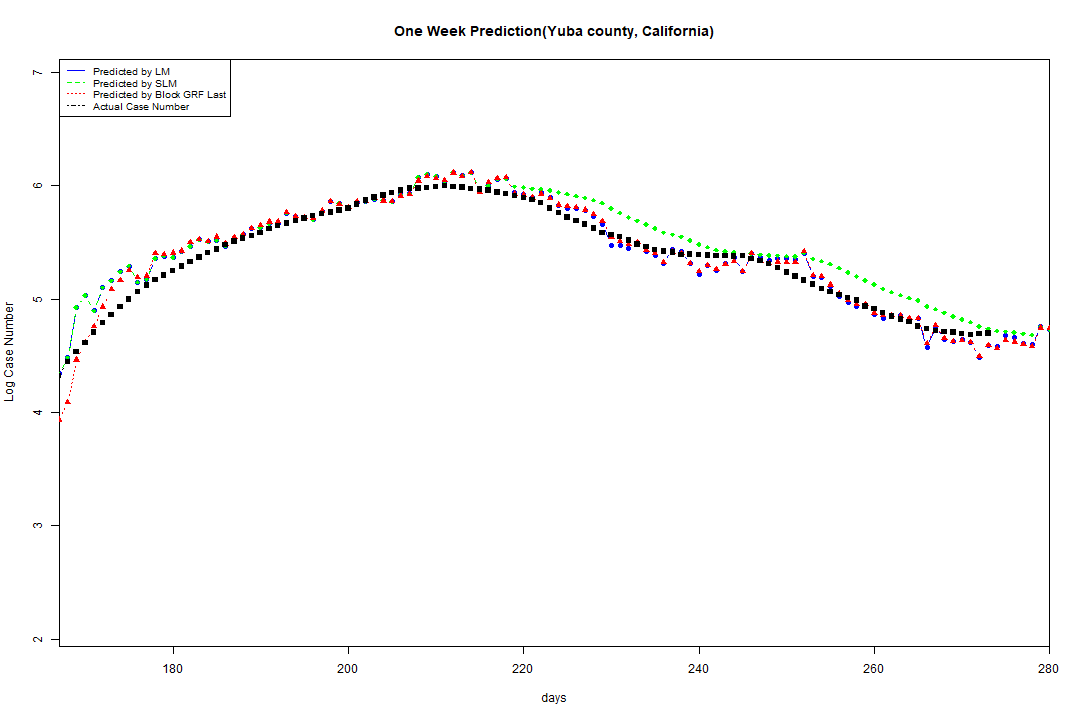 One Week Prediction(Yuba county, California)
Predicted by LM
Predicted by SLM
Predicted by Block GRF Last
Actual Case Number
Log Case Number
7
6
5
4
3
2
180 200 220 240 260 280
days